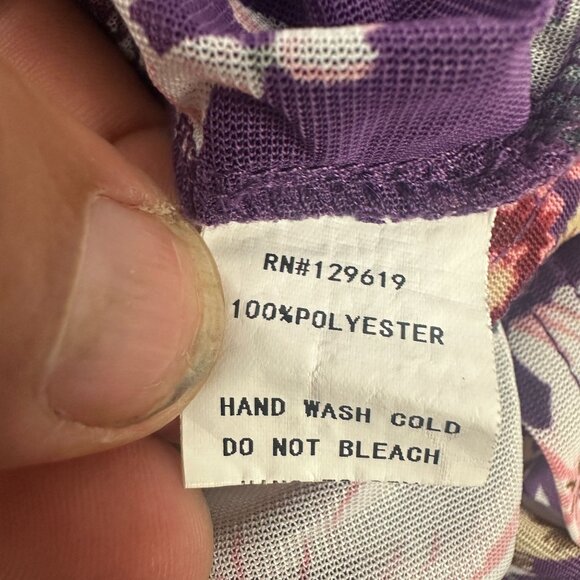 RN#129619
100%POLYESTER
HAND WASH COLD
DO NOT BLEACH